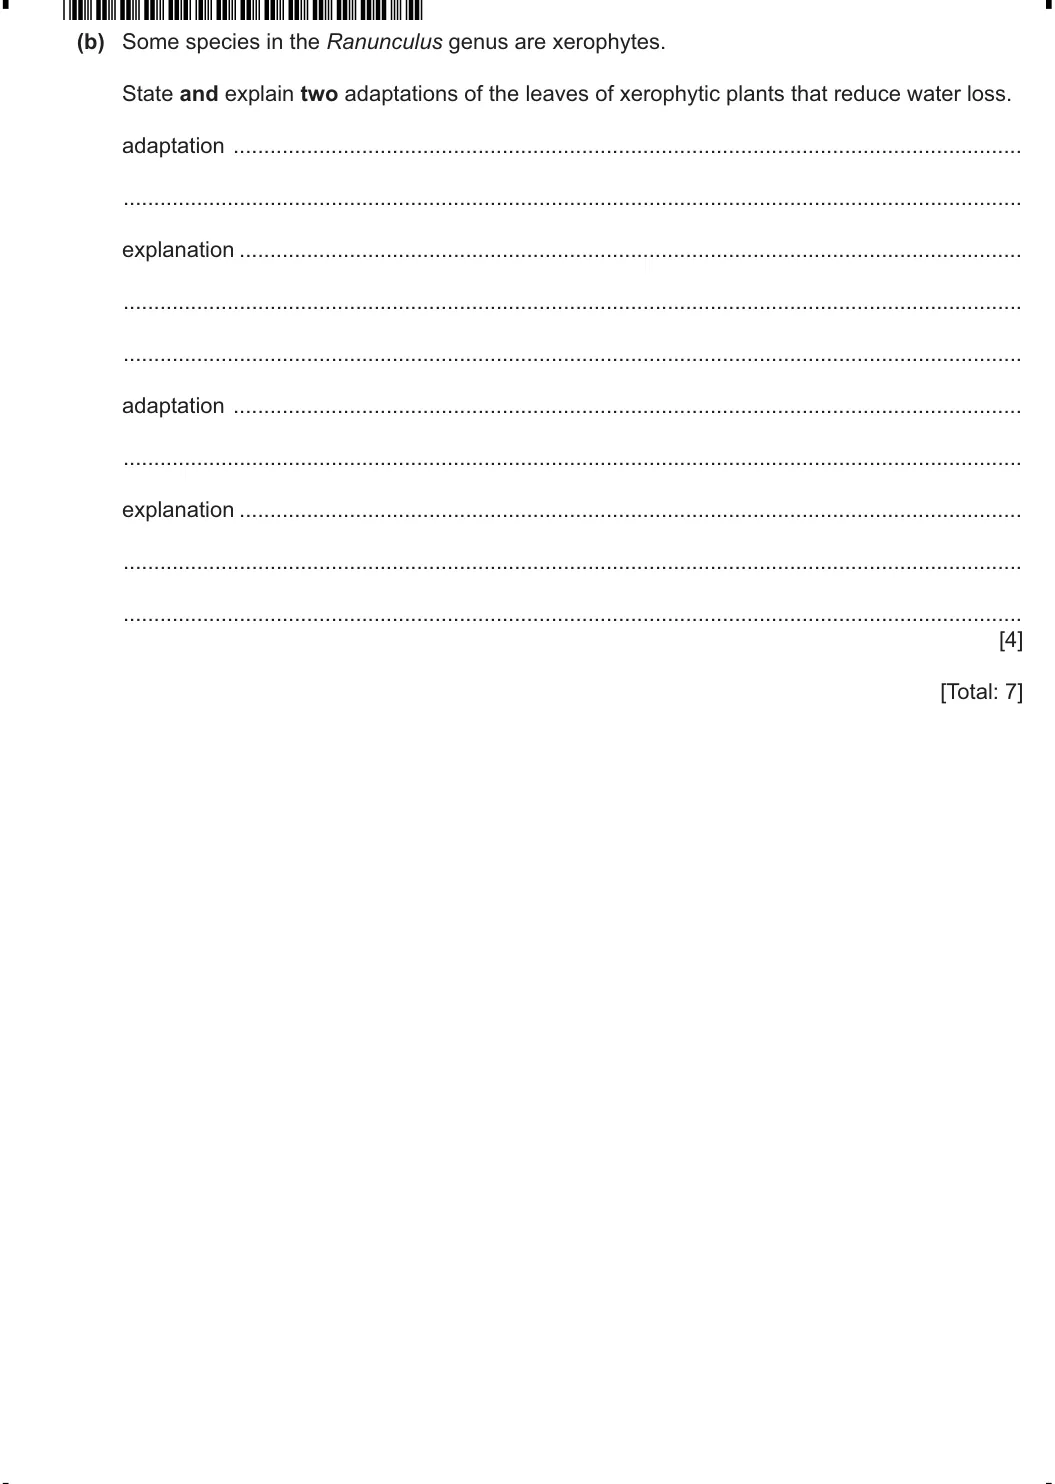 (b) Some species in the Ranunculus genus are xerophytes.
State and explain two adaptations of the leaves of xerophytic plants that reduce water loss.
adaptation ....................................................................................................................................
....................................................................................................................................................
explanation ..................................................................................................................................
....................................................................................................................................................
....................................................................................................................................................
adaptation ....................................................................................................................................
....................................................................................................................................................
explanation ..................................................................................................................................
....................................................................................................................................................
....................................................................................................................................................
[4]
[Total: 7]